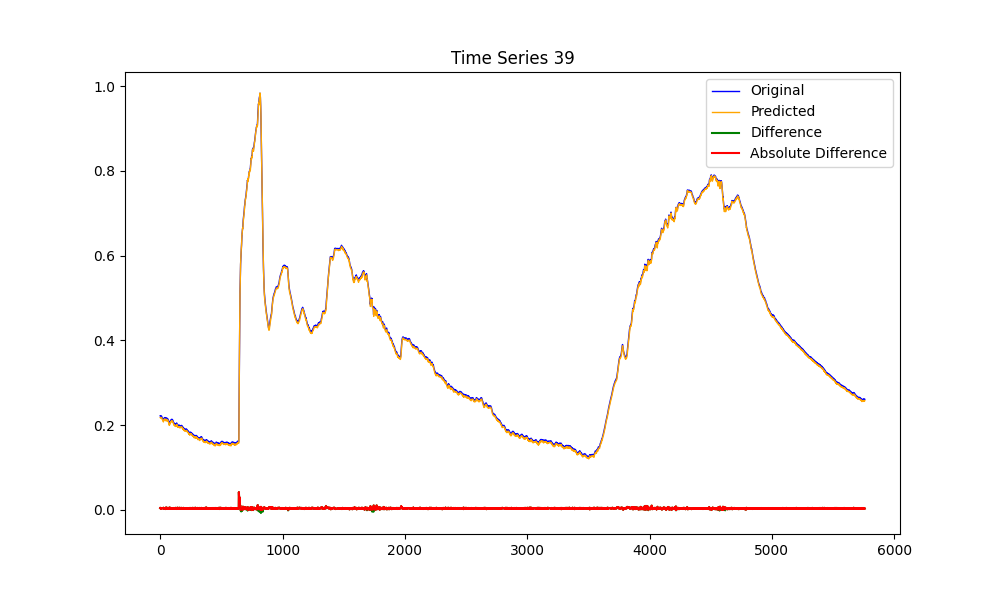 Time Series 39
Original
Predicted
Difference
Absolute Difference
1.0
0.8
0.6
0.4
0.2
0.0
0 1000 2000 3000 4000 5000 6000